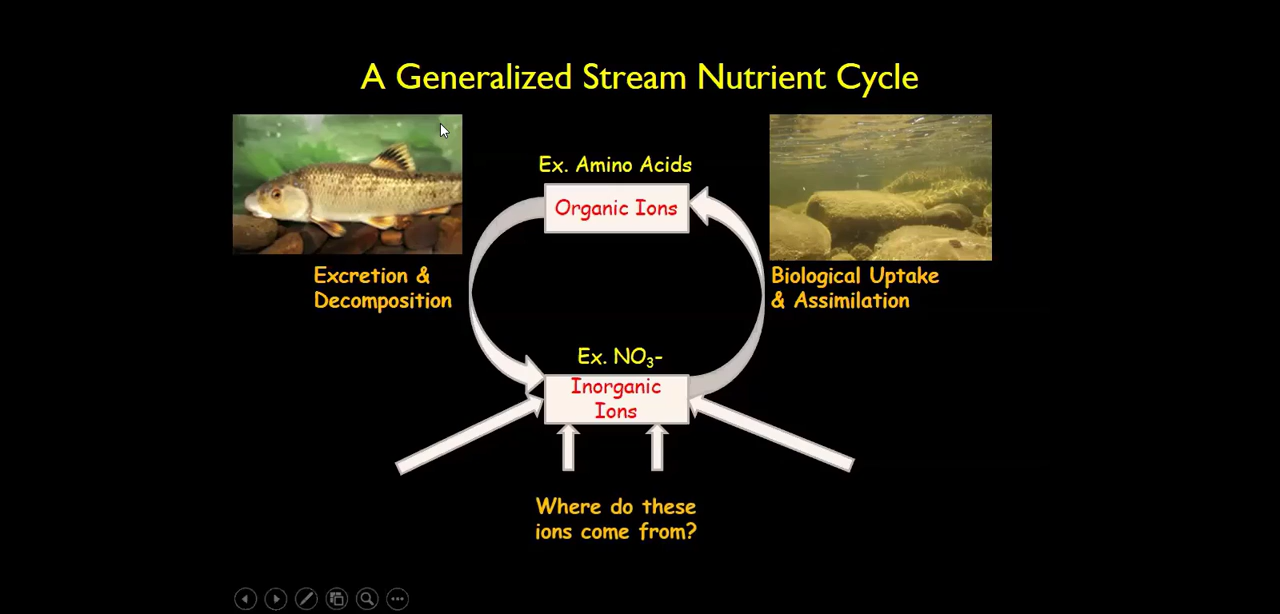 A Generalized Stream Nutrient Cycle
Ex. Amino Acids
Organic Ions
Excretion &
Decomposition
Biological Uptake
& Assimilation
Ex. NO₃-
Inorganic
Ions
Where do these
ions come from?